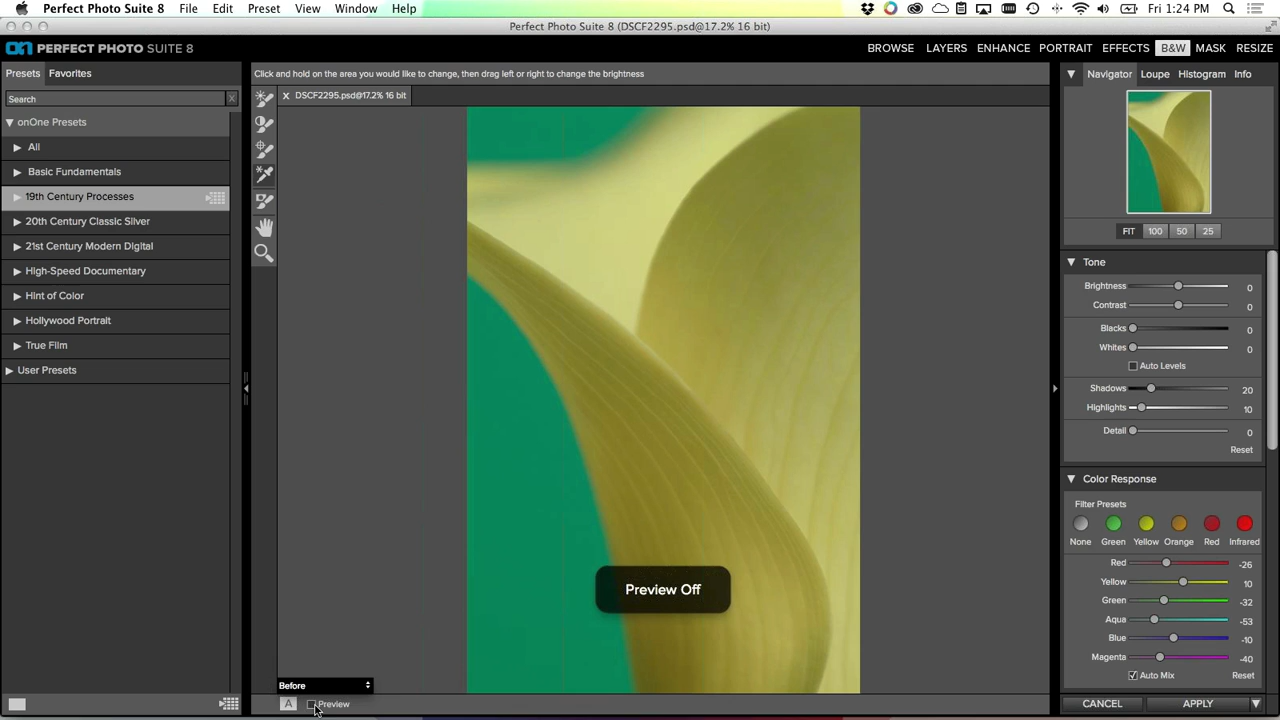 Perfect Photo Suite 8 File Edit Preset View Window Help Fri 1:24 PM
Perfect Photo Suite 8 (DSCF2295.psd@17.2% 16 bit)
on PERFECT PHOTO SUITE 8 BROWSE LAYERS ENHANCE PORTRAIT EFFECTS B&W MASK RESIZE
Presets Favorites
Click and hold on the area you would like to change, then drag left or right to change the brightness
Navigator Loupe Histogram Info
Search X
× DSCF2295.psd@17.2% 16 bit
onOne Presets
All
Basic Fundamentals
19th Century Processes
20th Century Classic Silver
21st Century Modern Digital
High-Speed Documentary
Hint of Color
Hollywood Portrait
True Film
User Presets
FIT 100 50 25
Tone
Brightness 0
Contrast 0
Blacks 0
Whites 0
Auto Levels
Shadows 20
Highlights 10
Detail 0
Reset
Color Response
Filter Presets
None Green Yellow Orange Red Infrared
Red -26
Yellow 10
Green -32
Aqua -53
Blue -10
Magenta -40
Auto Mix Reset
Preview Off
Before
A Preview
CANCEL APPLY